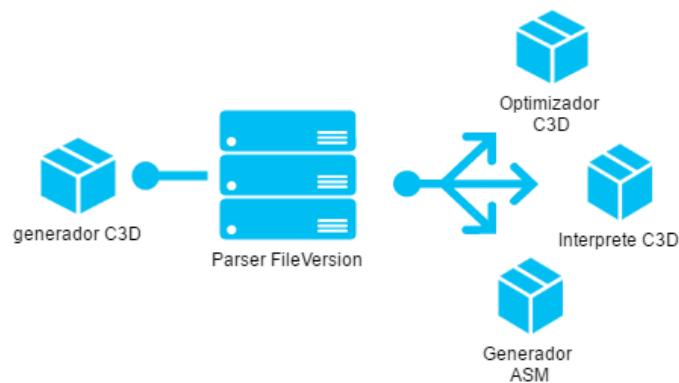 generador C3D
Parser FileVersion
Optimizador
C3D
Interprete C3D
Generador
ASM